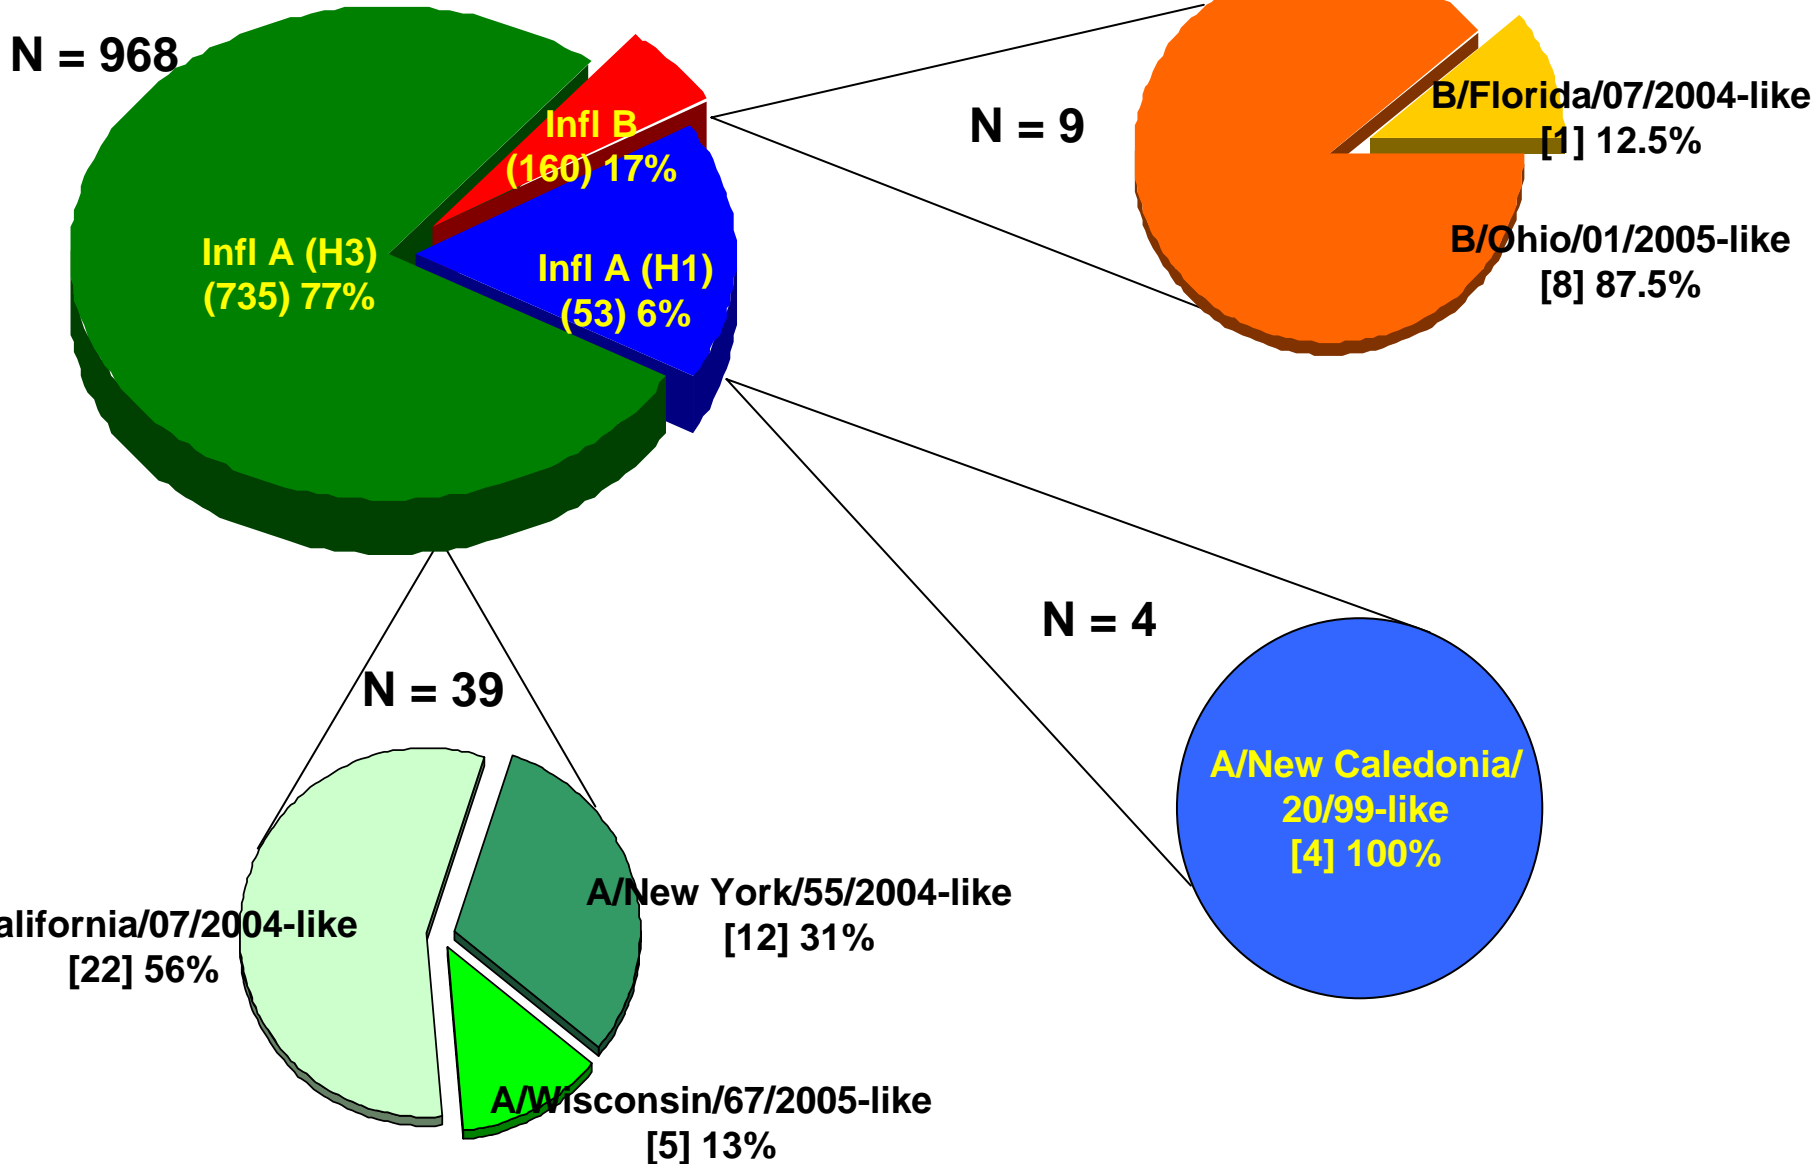 N = 968
Infl B
(160) 17%
Infl A (H3)
(735) 77%
Infl A (H1)
(53) 6%
N = 9
B/Florida/07/2004-like
[1] 12.5%
B/Ohio/01/2005-like
[8] 87.5%
N = 4
A/New Caledonia/
20/99-like
[4] 100%
N = 39
alifornia/07/2004-like
[22] 56%
A/New York/55/2004-like
[12] 31%
A/Wisconsin/67/2005-like
[5] 13%